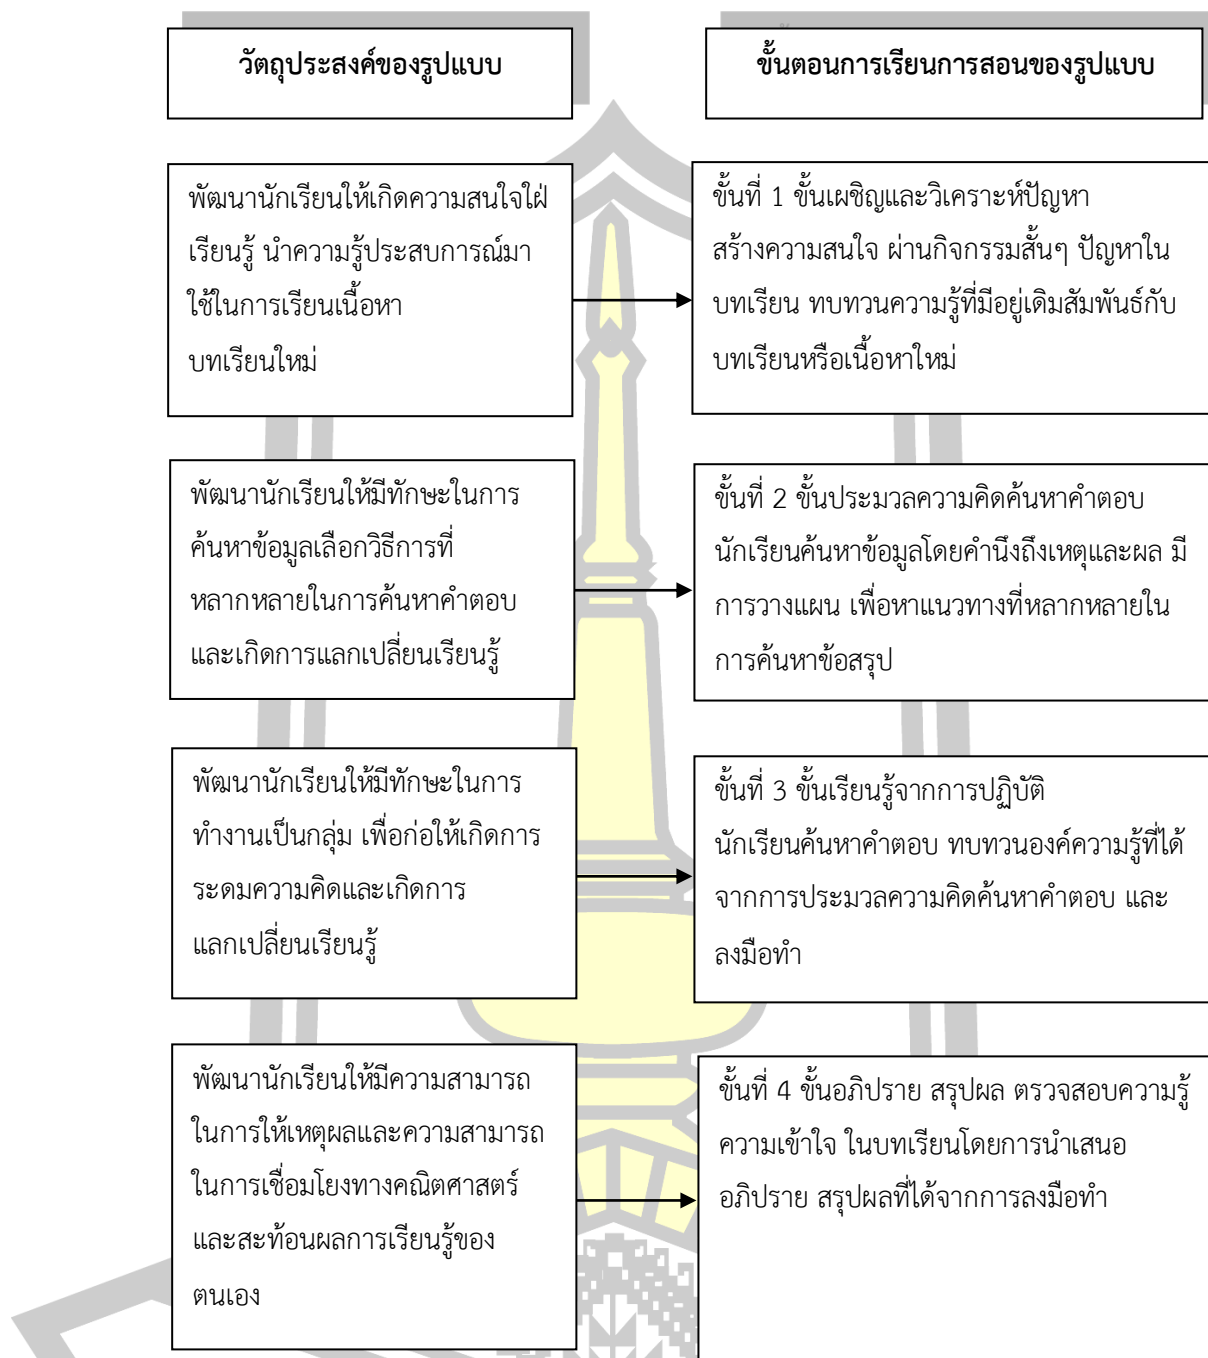 วัตถุประสงค์ของรูปแบบ
ขั้นตอนการเรียนการสอนของรูปแบบ
พัฒนานักเรียนให้เกิดความสนใจใฝ่
เรียนรู้ นำความรู้ประสบการณ์มา
ใช้ในการเรียนเนื้อหา
บทเรียนใหม่
ขั้นที่ 1 ขั้นเผชิญและวิเคราะห์ปัญหา
สร้างความสนใจ ผ่านกิจกรรมสั้นๆ ปัญหาใน
บทเรียน ทบทวนความรู้ที่มีอยู่เดิมสัมพันธ์กับ
บทเรียนหรือเนื้อหาใหม่
พัฒนานักเรียนให้มีทักษะในการ
ค้นหาข้อมูลเลือกวิธีการที่
หลากหลายในการค้นหาคำตอบ
และเกิดการแลกเปลี่ยนเรียนรู้
ขั้นที่ 2 ขั้นประมวลความคิดค้นหาคำตอบ
นักเรียนค้นหาข้อมูลโดยคำนึงถึงเหตุและผล มี
การวางแผน เพื่อหาแนวทางที่หลากหลายใน
การค้นหาข้อสรุป
พัฒนานักเรียนให้มีทักษะในการ
ทำงานเป็นกลุ่ม เพื่อก่อให้เกิดการ
ระดมความคิดและเกิดการ
แลกเปลี่ยนเรียนรู้
ขั้นที่ 3 ขั้นเรียนรู้จากการปฏิบัติ
นักเรียนค้นหาคำตอบ ทบทวนองค์ความรู้ที่ได้
จากการประมวลความคิดค้นหาคำตอบ และ
ลงมือทำ
พัฒนานักเรียนให้มีความสามารถ
ในการให้เหตุผลและความสามารถ
ในการเชื่อมโยงทางคณิตศาสตร์
และสะท้อนผลการเรียนรู้ของ
ตนเอง
ขั้นที่ 4 ขั้นอภิปราย สรุปผล ตรวจสอบความรู้
ความเข้าใจ ในบทเรียนโดยการนำเสนอ
อภิปราย สรุปผลที่ได้จากการลงมือทำ